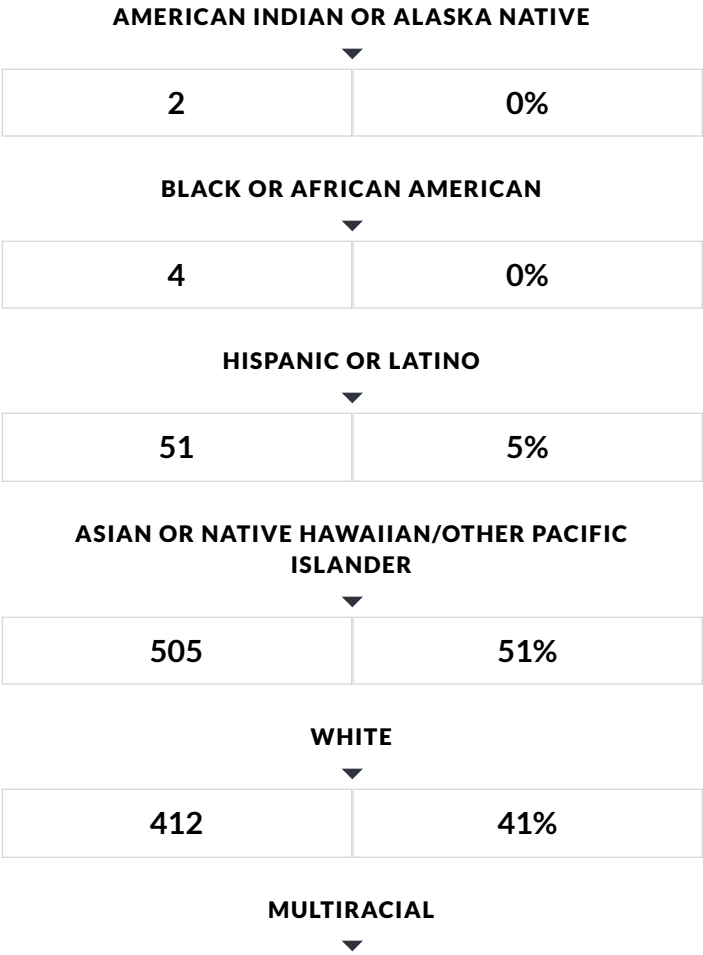 AMERICAN INDIAN OR ALASKA NATIVE
2 0%
BLACK OR AFRICAN AMERICAN
4 0%
HISPANIC OR LATINO
51 5%
ASIAN OR NATIVE HAWAIIAN/OTHER PACIFIC
ISLANDER
505 51%
WHITE
412 41%
MULTIRACIAL